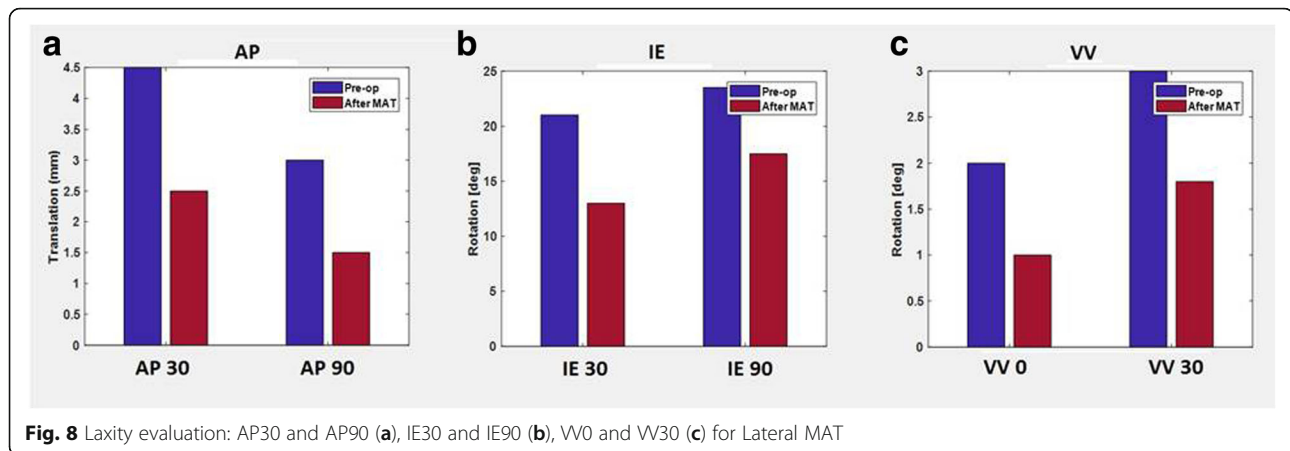 a
AP
4.5
4
3.5
3
2.5
2
1.5
1
0.5
0
Translation (mm)
Pre-op
After MAT
AP 30
AP 90
b
IE
25
20
15
10
5
0
Rotation [deg]
Pre-op
After MAT
IE 30
IE 90
c
VV
3
2.5
2
1.5
1
0.5
0
Rotation [deg]
Pre-op
After MAT
VV 0
VV 30
Fig. 8 Laxity evaluation: AP30 and AP90 (a), IE30 and IE90 (b), VV0 and VV30 (c) for Lateral MAT